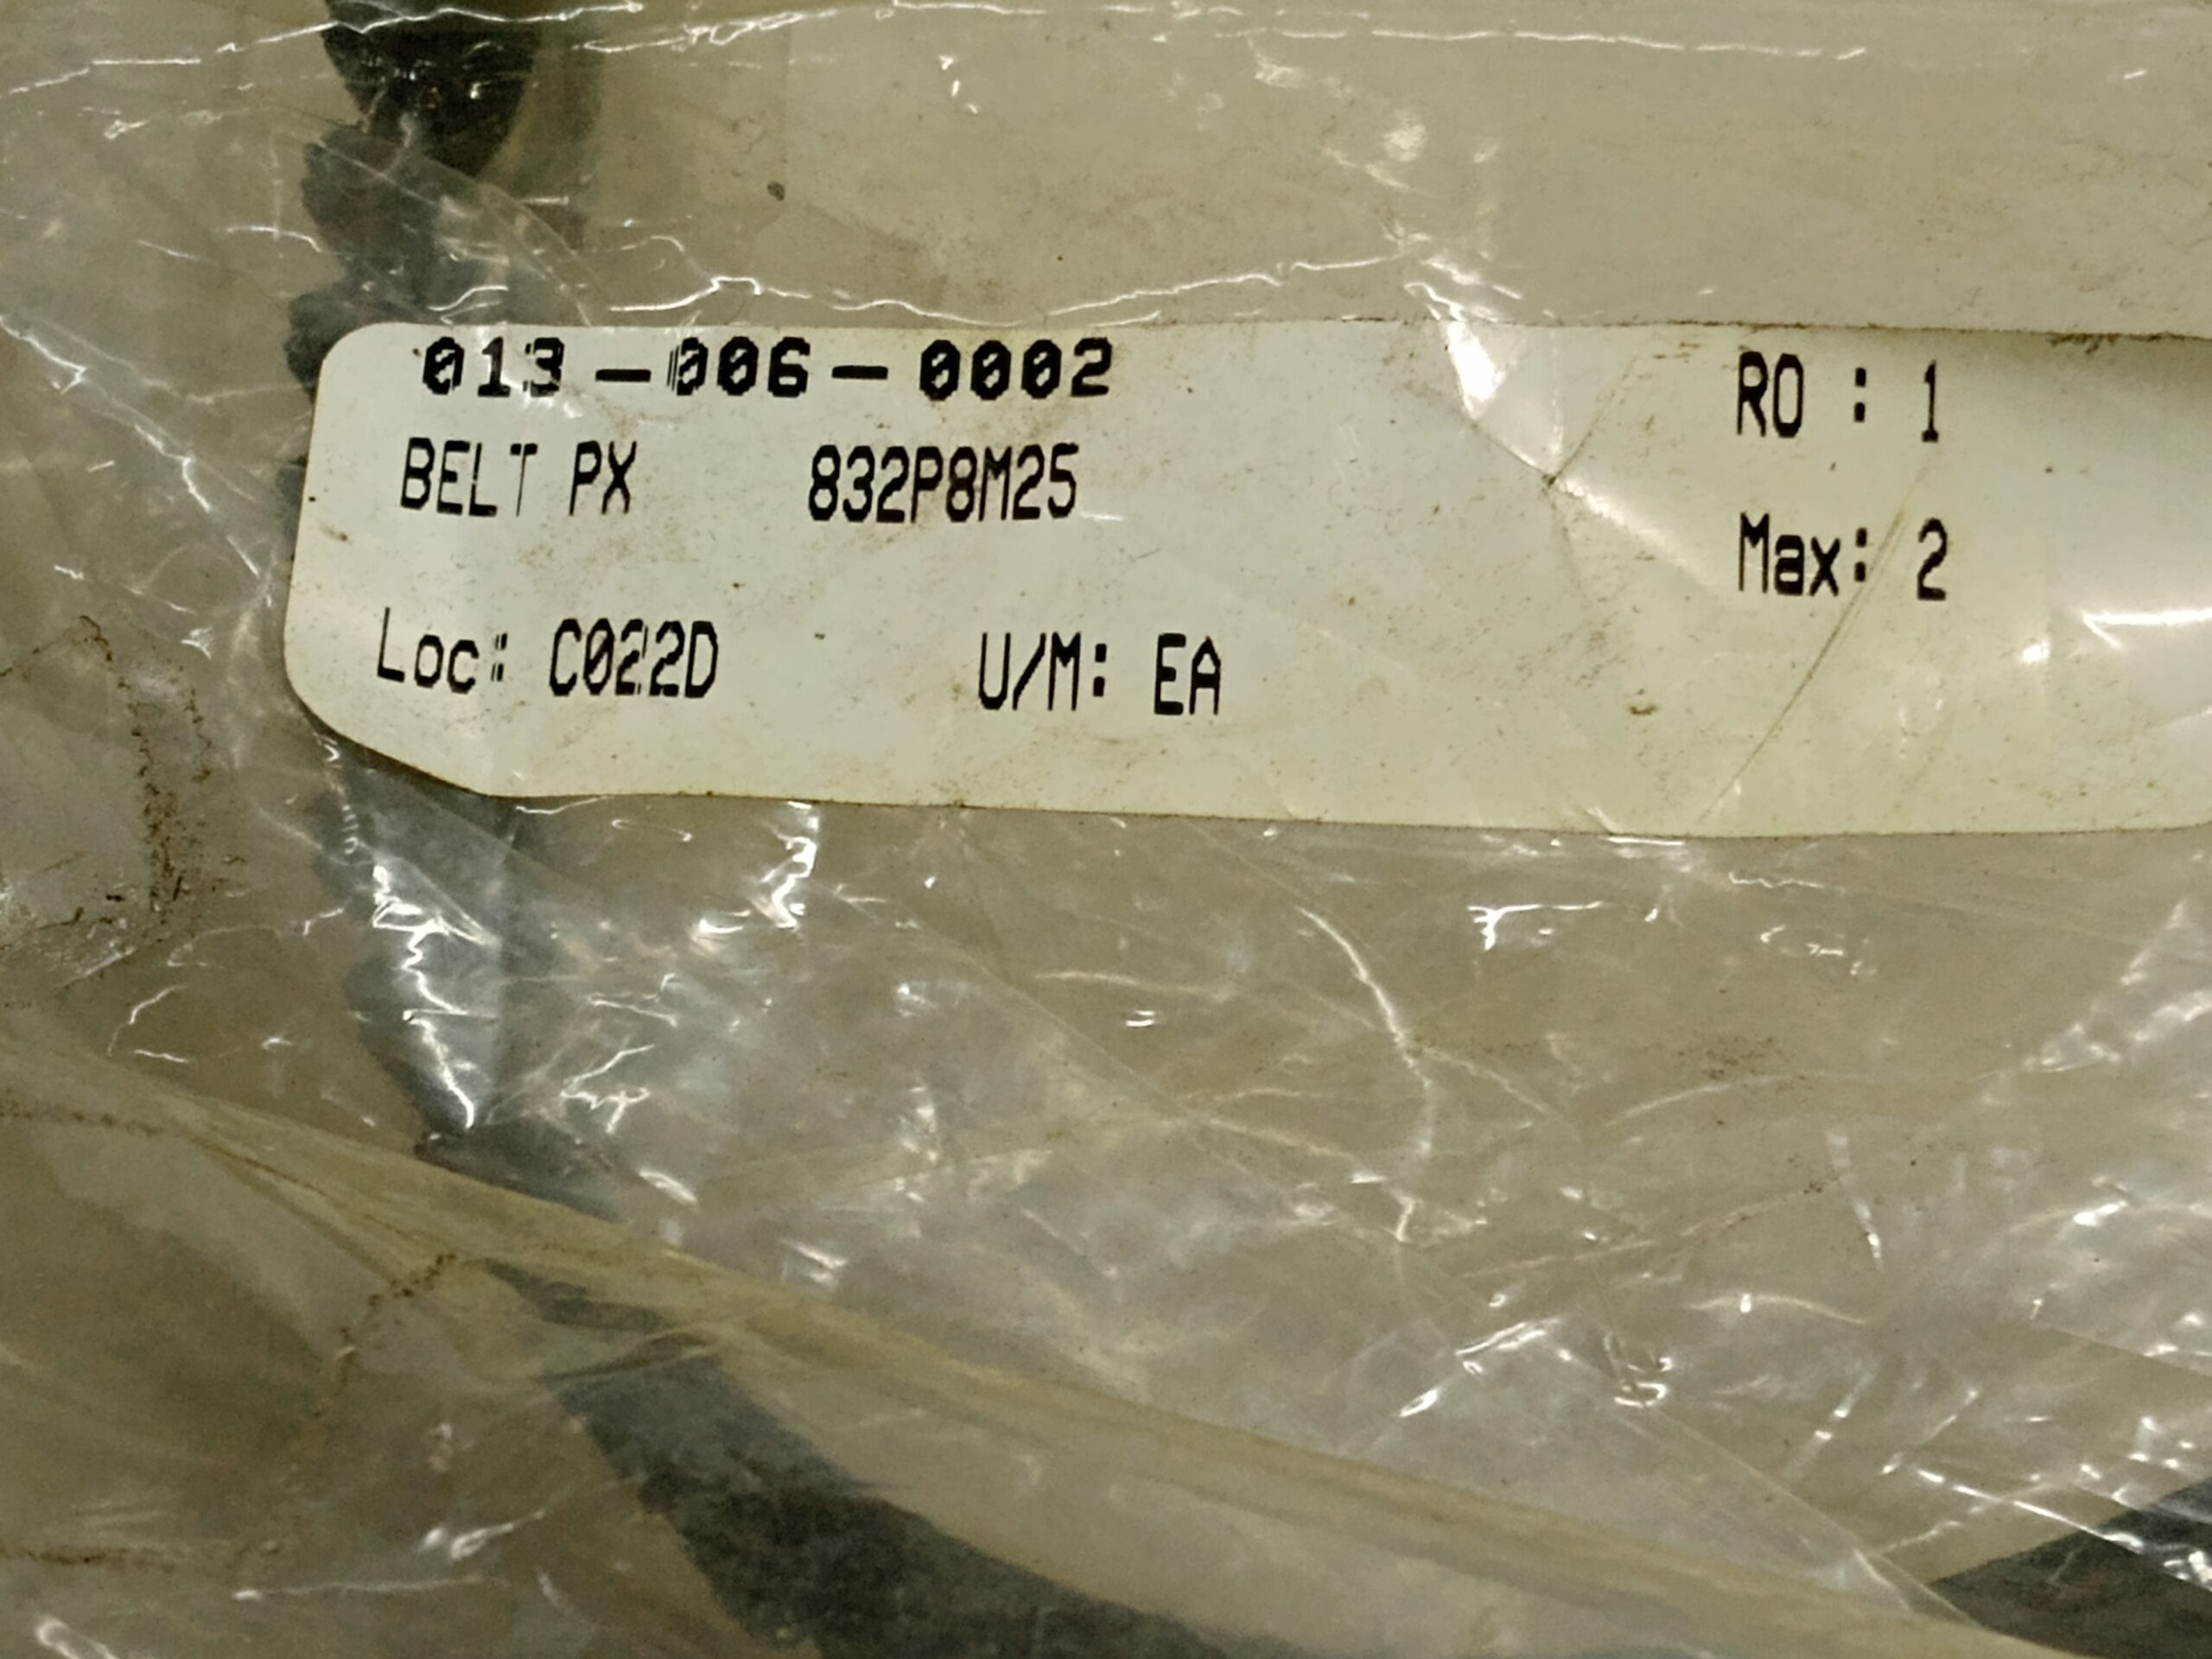 013-006-0002
RO : 1
BELT PX 832P8M25
Max: 2
Loc: C022D U/M: EA